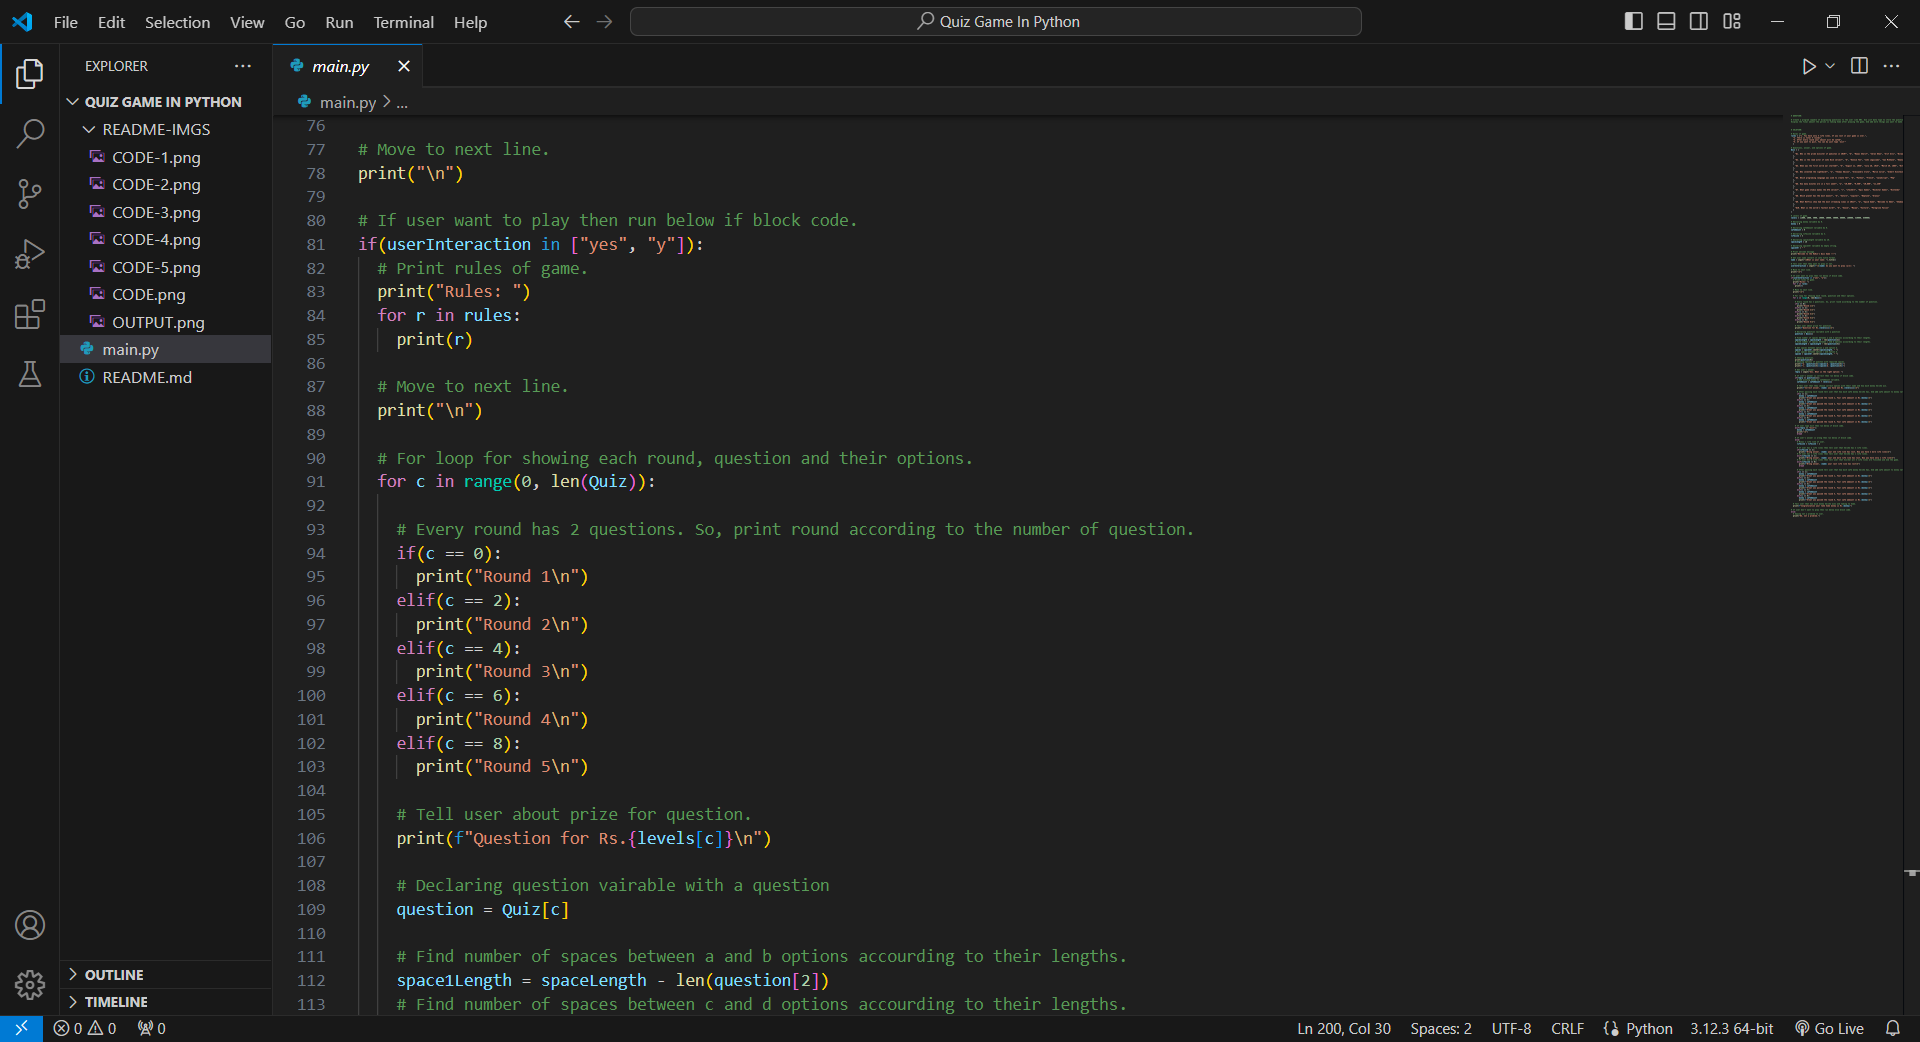 File Edit Selection View Go Run Terminal Help
Quiz Game In Python
EXPLORER
QUIZ GAME IN PYTHON
README-IMGS
CODE-1.png
CODE-2.png
CODE-3.png
CODE-4.png
CODE-5.png
CODE.png
OUTPUT.png
main.py
README.md
OUTLINE
TIMELINE
main.py
main.py > ...
76
77 # Move to next line.
78 print("\n")
79
80 # If user want to play then run below if block code.
81 if(userInteraction in ["yes", "y"]):
82 # Print rules of game.
83 print("Rules: ")
84 for r in rules:
85 print(r)
86
87 # Move to next line.
88 print("\n")
89
90 # For loop for showing each round, question and their options.
91 for c in range(0, len(Quiz)):
92
93 # Every round has 2 questions. So, print round according to the number of question.
94 if(c == 0):
95 print("Round 1\n")
96 elif(c == 2):
97 print("Round 2\n")
98 elif(c == 4):
99 print("Round 3\n")
100 elif(c == 6):
101 print("Round 4\n")
102 elif(c == 8):
103 print("Round 5\n")
104
105 # Tell user about prize for question.
106 print(f"Question for Rs.{levels[c]}\n")
107
108 # Declaring question vairable with a question
109 question = Quiz[c]
110
111 # Find number of spaces between a and b options accourding to their lengths.
112 space1Length = spaceLength - len(question[2])
113 # Find number of spaces between c and d options accourding to their lengths.
0 0 0
Ln 200, Col 30 Spaces: 2 UTF-8 CRLF Python 3.12.3 64-bit Go Live